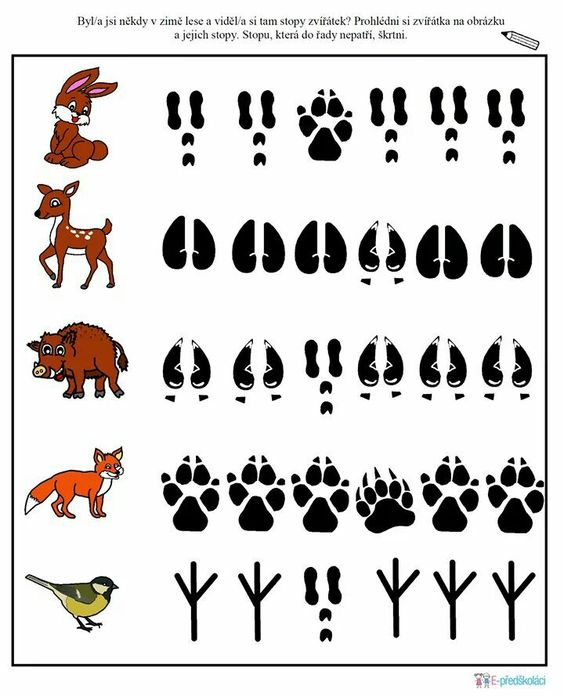 Byl/a jsi někdy v zimě lese a viděl/a si tam stopy zvířátek? Prohlédni si zvířátka na obrázku
a jejich stopy. Stopu, která do řady nepatří, škrtni.
E-předškoláci